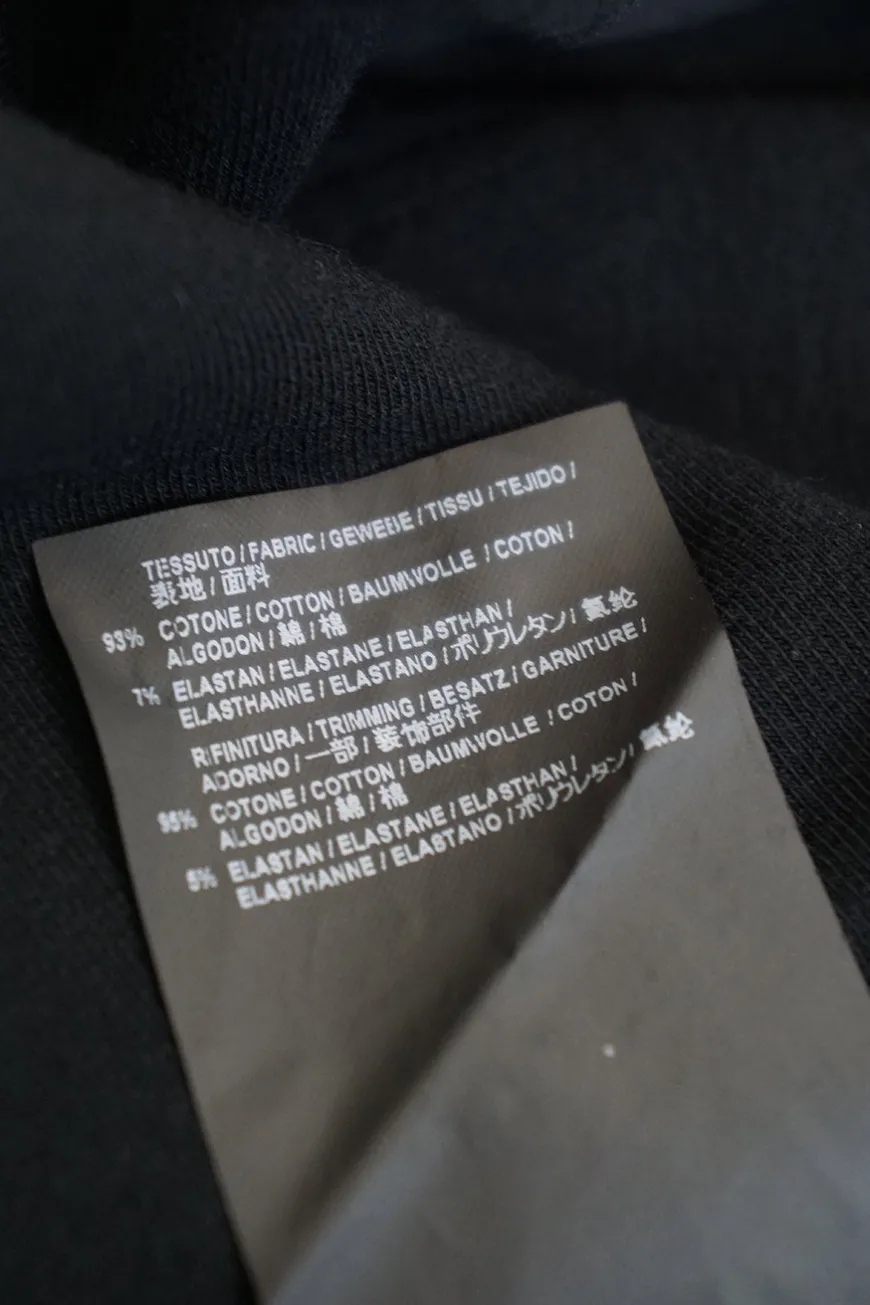 TESSUTO / FABRIC / GEWEBE / TISSU / TEJIDO /
表地 / 面料
93% COTONE / COTTON / BAUMWOLLE / COTON /
ALGODON / 綿 / 棉
7% ELASTAN / ELASTANE / ELASTHAN /
ELASTHANNE / ELASTANO / ポリウレタン / 氨纶
RIFINITURA / TRIMMING / BESATZ / GARNITURE /
ADORNO / 一部 / 装饰部件
95% COTONE / COTTON / BAUMWOLLE / COTON /
ALGODON / 綿 / 棉
5% ELASTAN / ELASTANE / ELASTHAN /
ELASTHANNE / ELASTANO / ポリウレタン / 氨纶